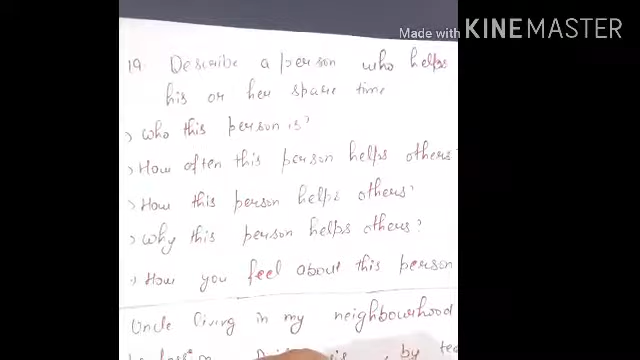 Made with KINEMASTER
19. Describe a person who helps
his or her spare time
> Who this person is?
> How often this person helps others?
> How this person helps others?
> Why this person helps others?
> How you feel about this person
Uncle living in my neighbourhood
by